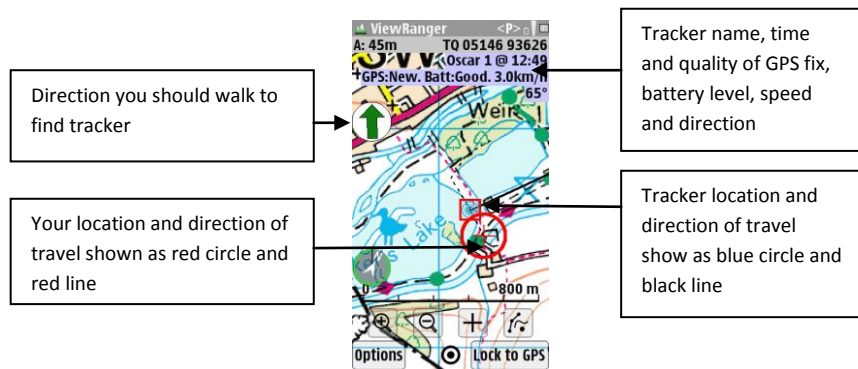 Direction you should walk to
find tracker
Your location and direction of
travel shown as red circle and
red line
ViewRanger <P>
A: 45m TQ 05146 93626
Oscar 1 @ 12:49
GPS:New. Batt:Good. 3.0km/h
65°
Wei
s Lake
0 800 m
Options Lock to GPS
Tracker name, time
and quality of GPS fix,
battery level, speed
and direction
Tracker location and
direction of travel
show as blue circle and
black line